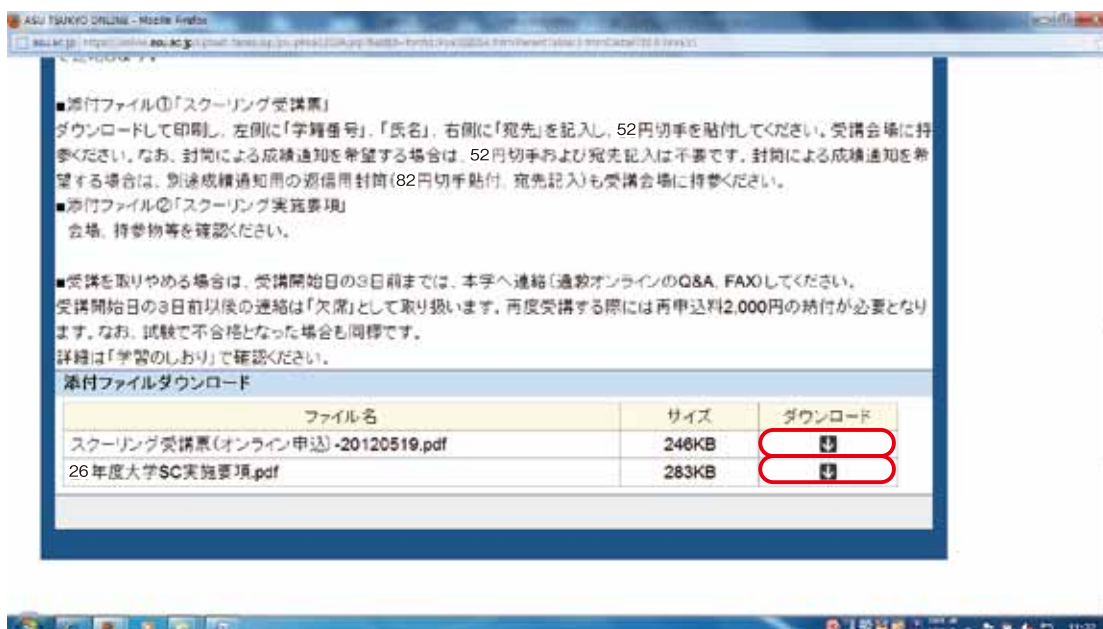 ASU TSUKYO ONLINE - Mozilla Firefox
■添付ファイル①「スクーリング受講票」
ダウンロードして印刷し、左側に「学籍番号」、「氏名」、右側に「宛先」を記入し、52円切手を貼付してください。受講会場に持
参ください。なお、封筒による成績通知を希望する場合は、52円切手および宛先記入は不要です。封筒による成績通知を希
望する場合は、別途成績通知用の返信用封筒(82円切手貼付、宛先記入)も受講会場に持参ください。
■添付ファイル②「スクーリング実施要項」
会場、持参物等を確認ください。
■受講を取りやめる場合は、受講開始日の3日前までは、本学へ連絡(通教オンラインのQ&A、FAX)してください。
受講開始日の3日前以後の連絡は「欠席」として取り扱います。再度受講する際には再申込料2,000円の納付が必要となり
ます。なお、試験で不合格となった場合も同様です。
詳細は「学習のしおり」で確認ください。
添付ファイルダウンロード
ファイル名 サイズ ダウンロード
スクーリング受講票(オンライン申込)-20120519.pdf 246KB
26年度大学SC実施要項.pdf 283KB